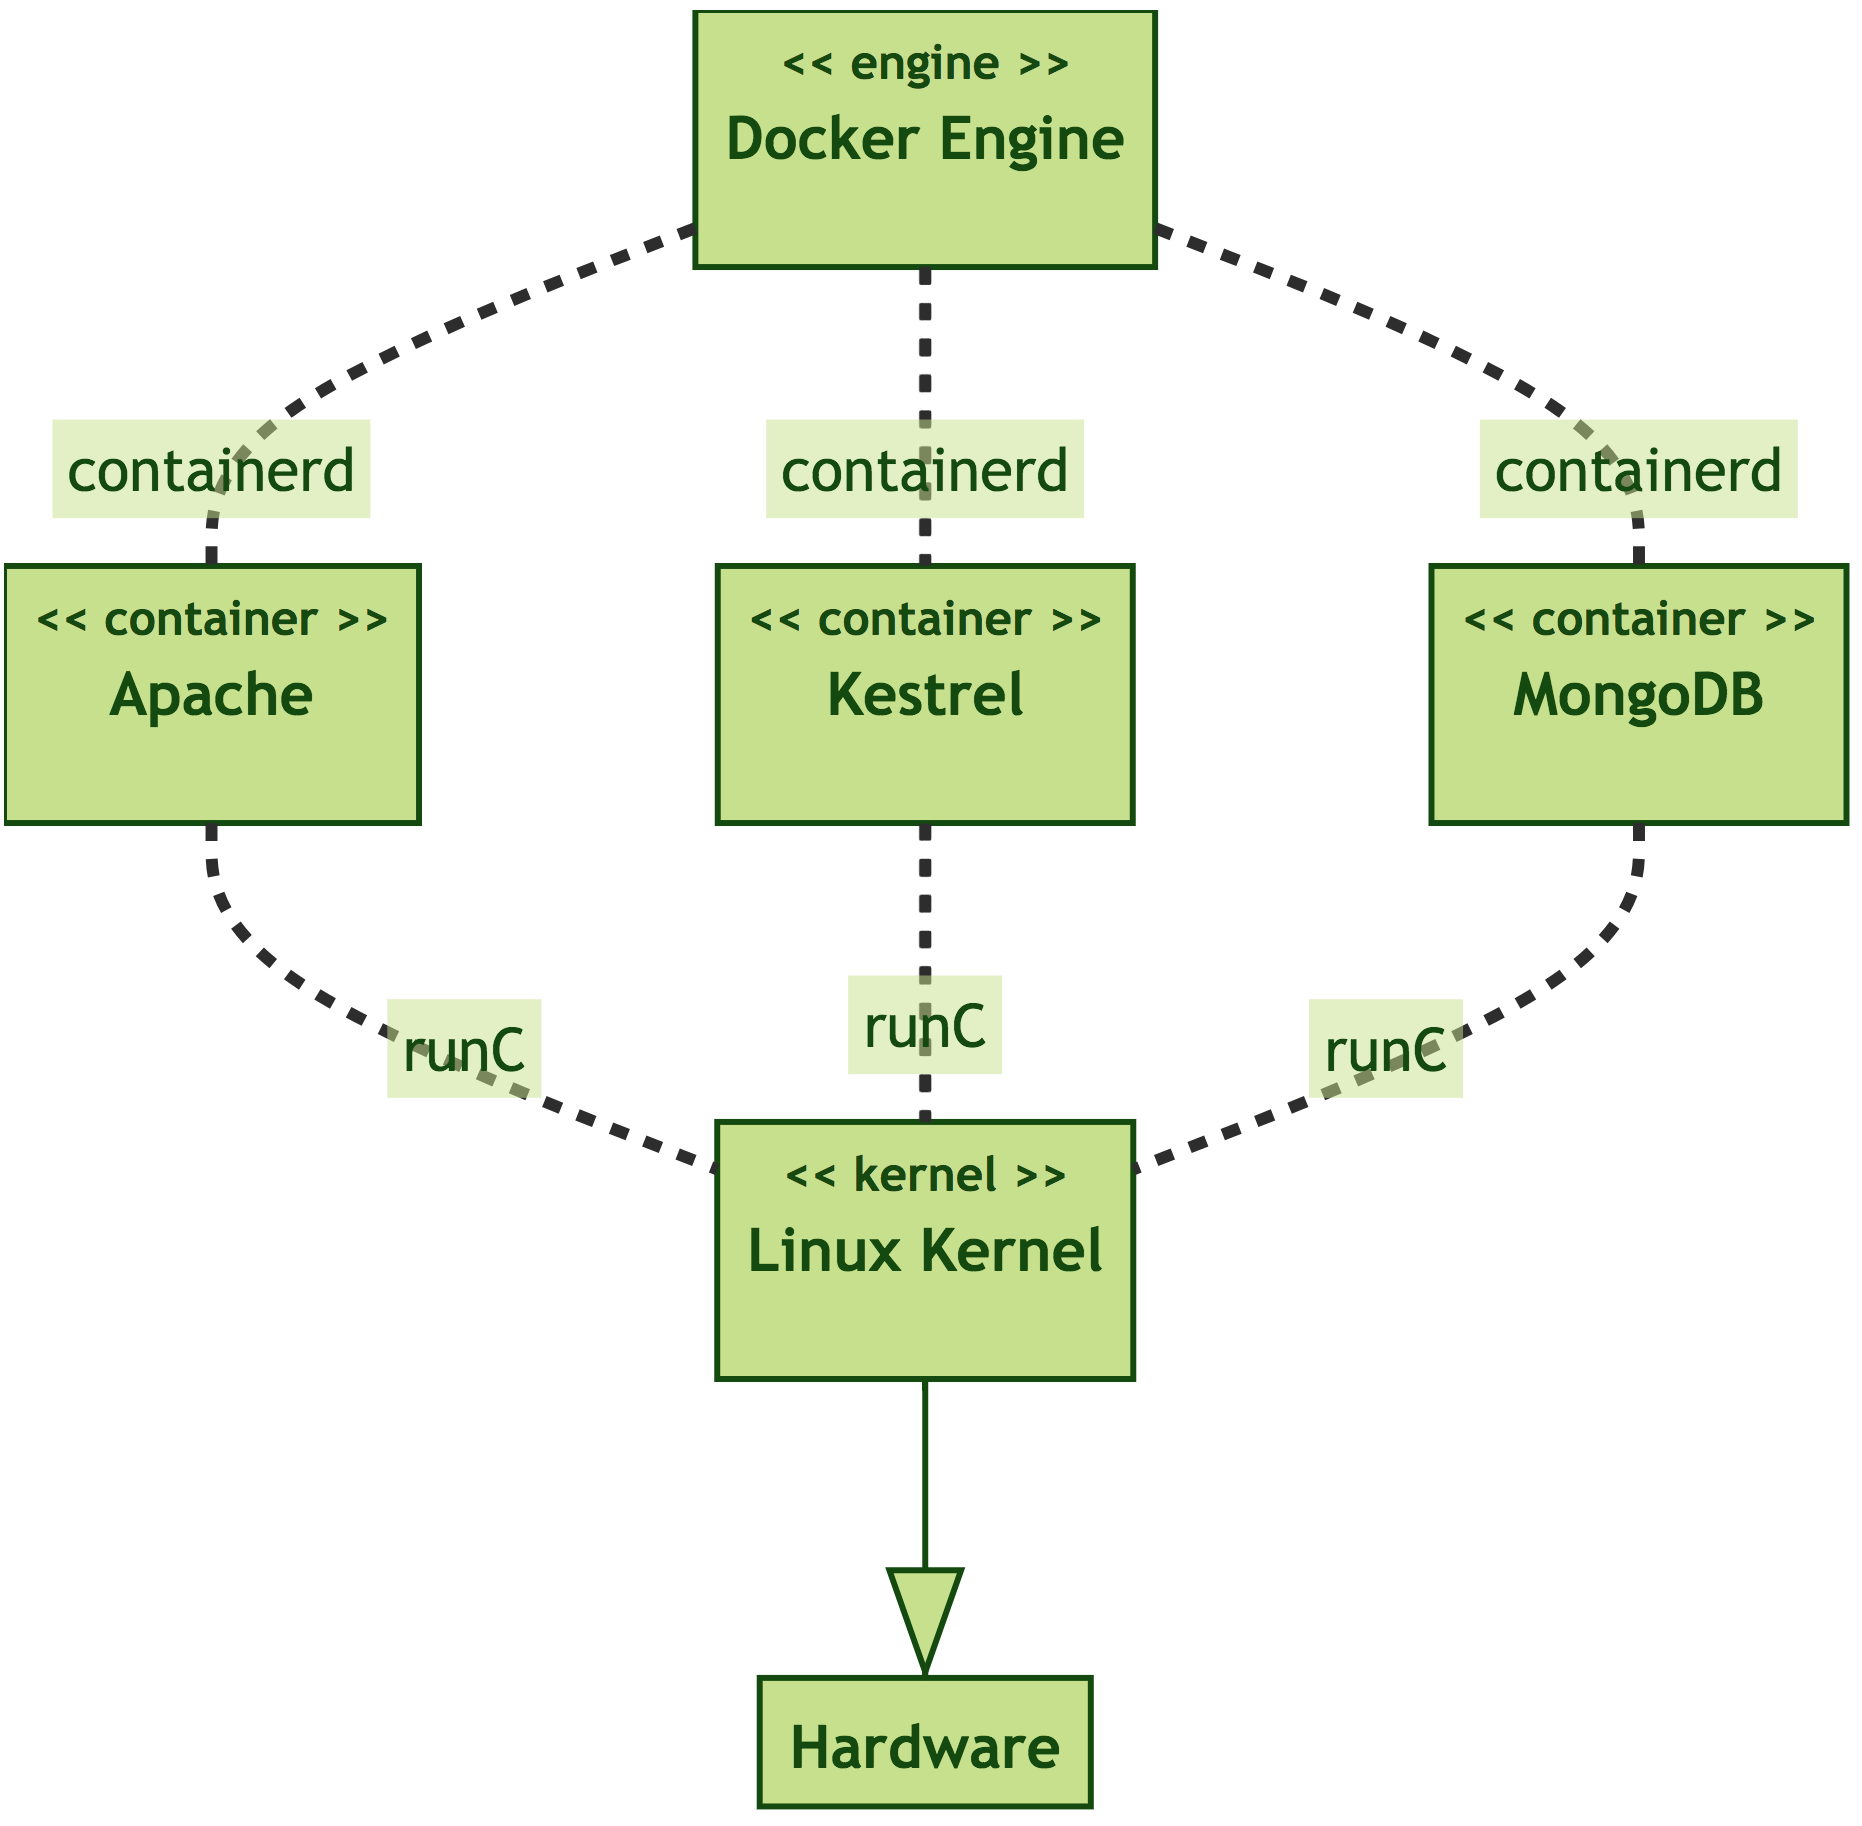 << engine >>
Docker Engine
containerd
containerd
containerd
<< container >>
Apache
<< container >>
Kestrel
<< container >>
MongoDB
runC
runC
runC
<< kernel >>
Linux Kernel
Hardware